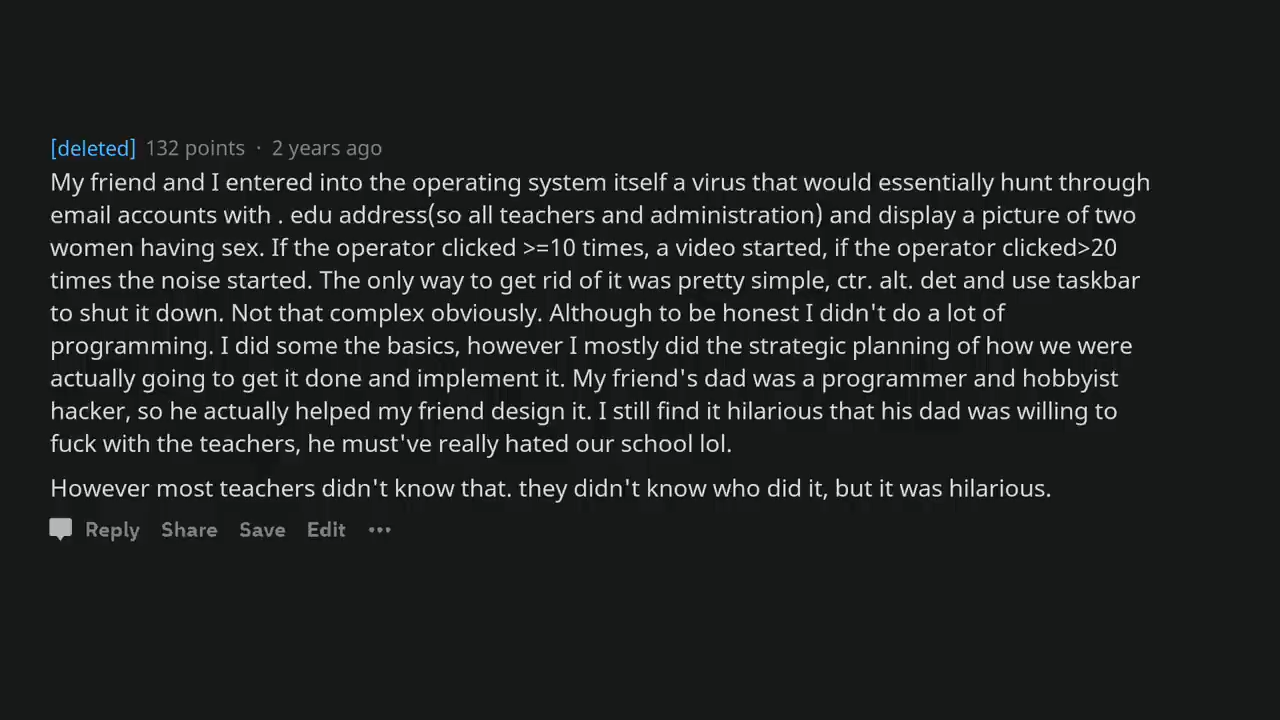 [deleted] 132 points · 2 years ago
My friend and I entered into the operating system itself a virus that would essentially hunt through
email accounts with . edu address(so all teachers and administration) and display a picture of two
women having sex. If the operator clicked >=10 times, a video started, if the operator clicked>20
times the noise started. The only way to get rid of it was pretty simple, ctr. alt. det and use taskbar
to shut it down. Not that complex obviously. Although to be honest I didn't do a lot of
programming. I did some the basics, however I mostly did the strategic planning of how we were
actually going to get it done and implement it. My friend's dad was a programmer and hobbyist
hacker, so he actually helped my friend design it. I still find it hilarious that his dad was willing to
fuck with the teachers, he must've really hated our school lol.
However most teachers didn't know that. they didn't know who did it, but it was hilarious.
Reply Share Save Edit •••